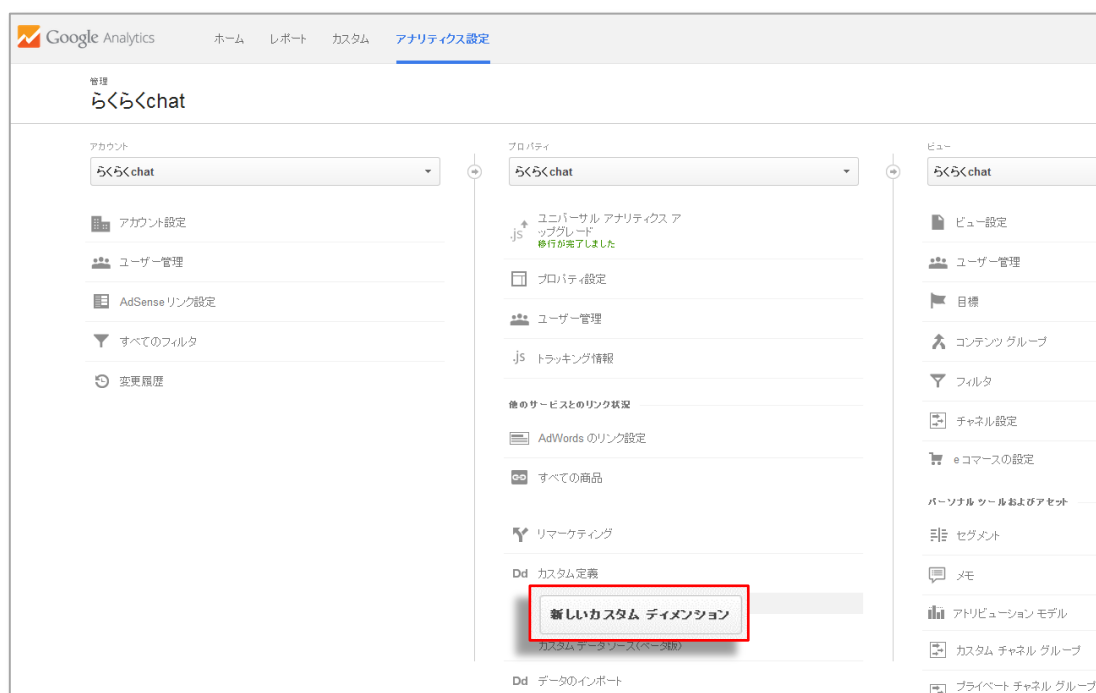 Google Analytics
ホーム レポート カスタム アナリティクス設定
管理
らくらくchat
アカウント
らくらくchat
アカウント設定
ユーザー管理
AdSense リンク設定
すべてのフィルタ
変更履歴
プロパティ
らくらくchat
.js
ユニバーサル アナリティクス ア
ップグレード
移行が完了しました
プロパティ設定
ユーザー管理
.js トラッキング情報
他のサービスとのリンク状況
AdWords のリンク設定
すべての商品
リマーケティング
Dd カスタム定義
新しいカスタム ディメンション
カスタム データソース(ベータ版)
Dd データのインポート
ビュー
らくらくchat
ビュー設定
ユーザー管理
目標
コンテンツ グループ
フィルタ
チャネル設定
e コマースの設定
パーソナル ツールおよびアセット
セグメント
メモ
アトリビューション モデル
カスタム チャネル グループ
プライベート チャネル グループ